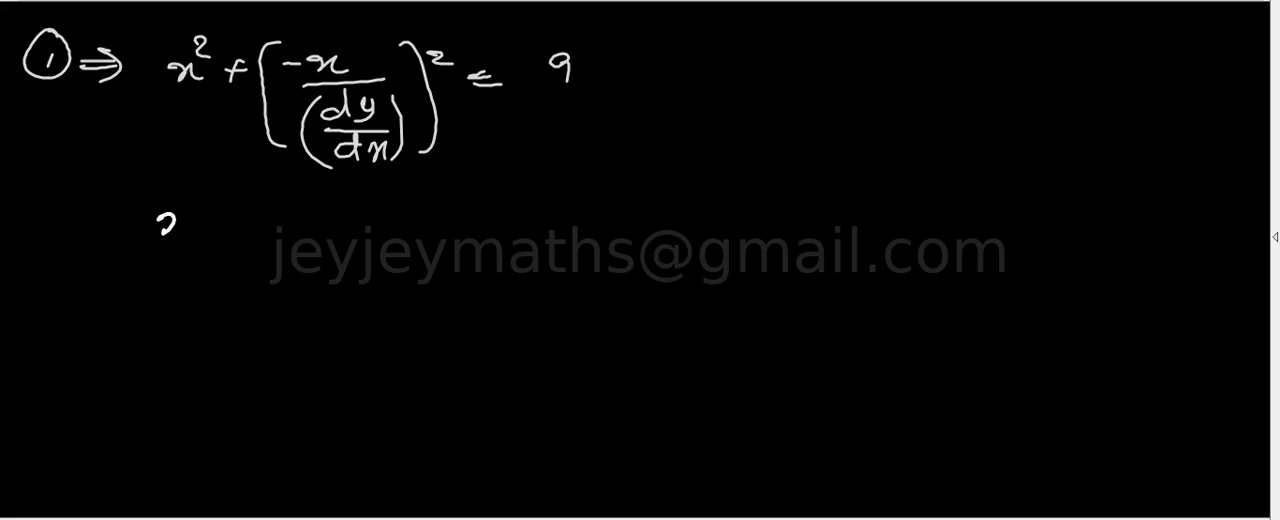 ① ⇒ x² + [-x/(dy/dx)]² = 9
jeyjeymaths@gmail.com